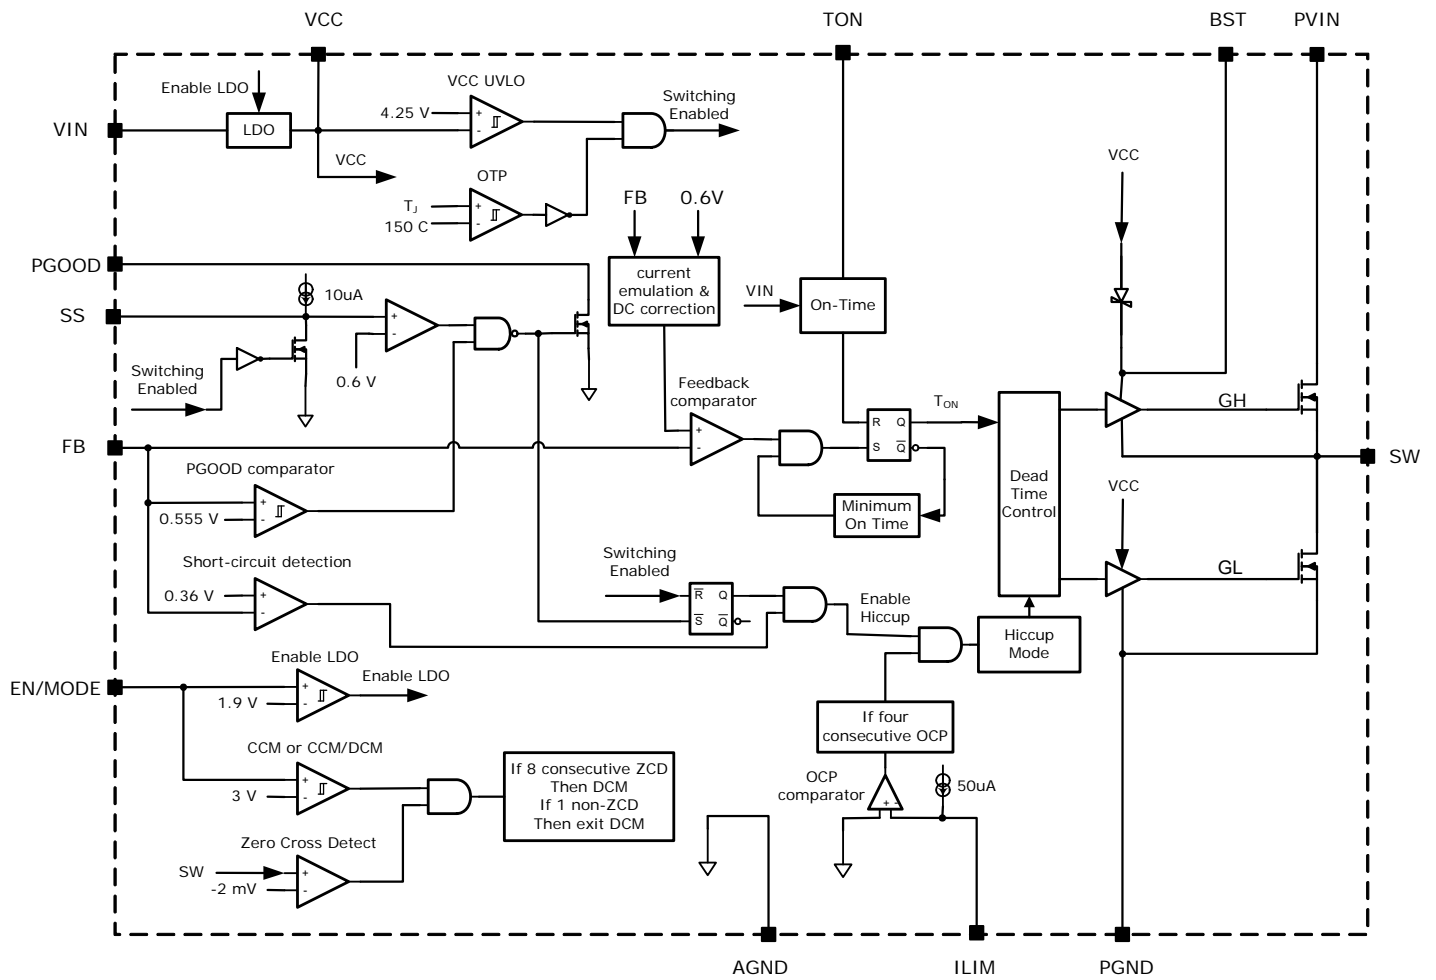 VCC
TON
BST
PVIN
Enable LDO
VCC UVLO
Switching
Enabled
4.25 V
+
-
VIN
LDO
VCC
VCC
OTP
TJ
+
150 C
-
FB
0.6V
PGOOD
current
emulation &
DC correction
10uA
VIN
On-Time
SS
+
-
0.6 V
Switching
Enabled
Feedback
comparator
TON
GH
R
Q
S
Q
+
-
FB
SW
PGOOD comparator
Dead
Time
Control
VCC
+
0.555 V
-
Minimum
On Time
Short-circuit detection
Switching
Enabled
GL
0.36 V
+
-
R
Q
S
Q
Enable
Hiccup
Hiccup
Mode
Enable LDO
Enable LDO
EN/MODE
+
1.9 V
-
If four
consecutive OCP
CCM or CCM/DCM
If 8 consecutive ZCD
Then DCM
If 1 non-ZCD
Then exit DCM
+
3 V
-
OCP
comparator
50uA
+
-
Zero Cross Detect
SW
+
-2 mV
-
AGND
ILIM
PGND